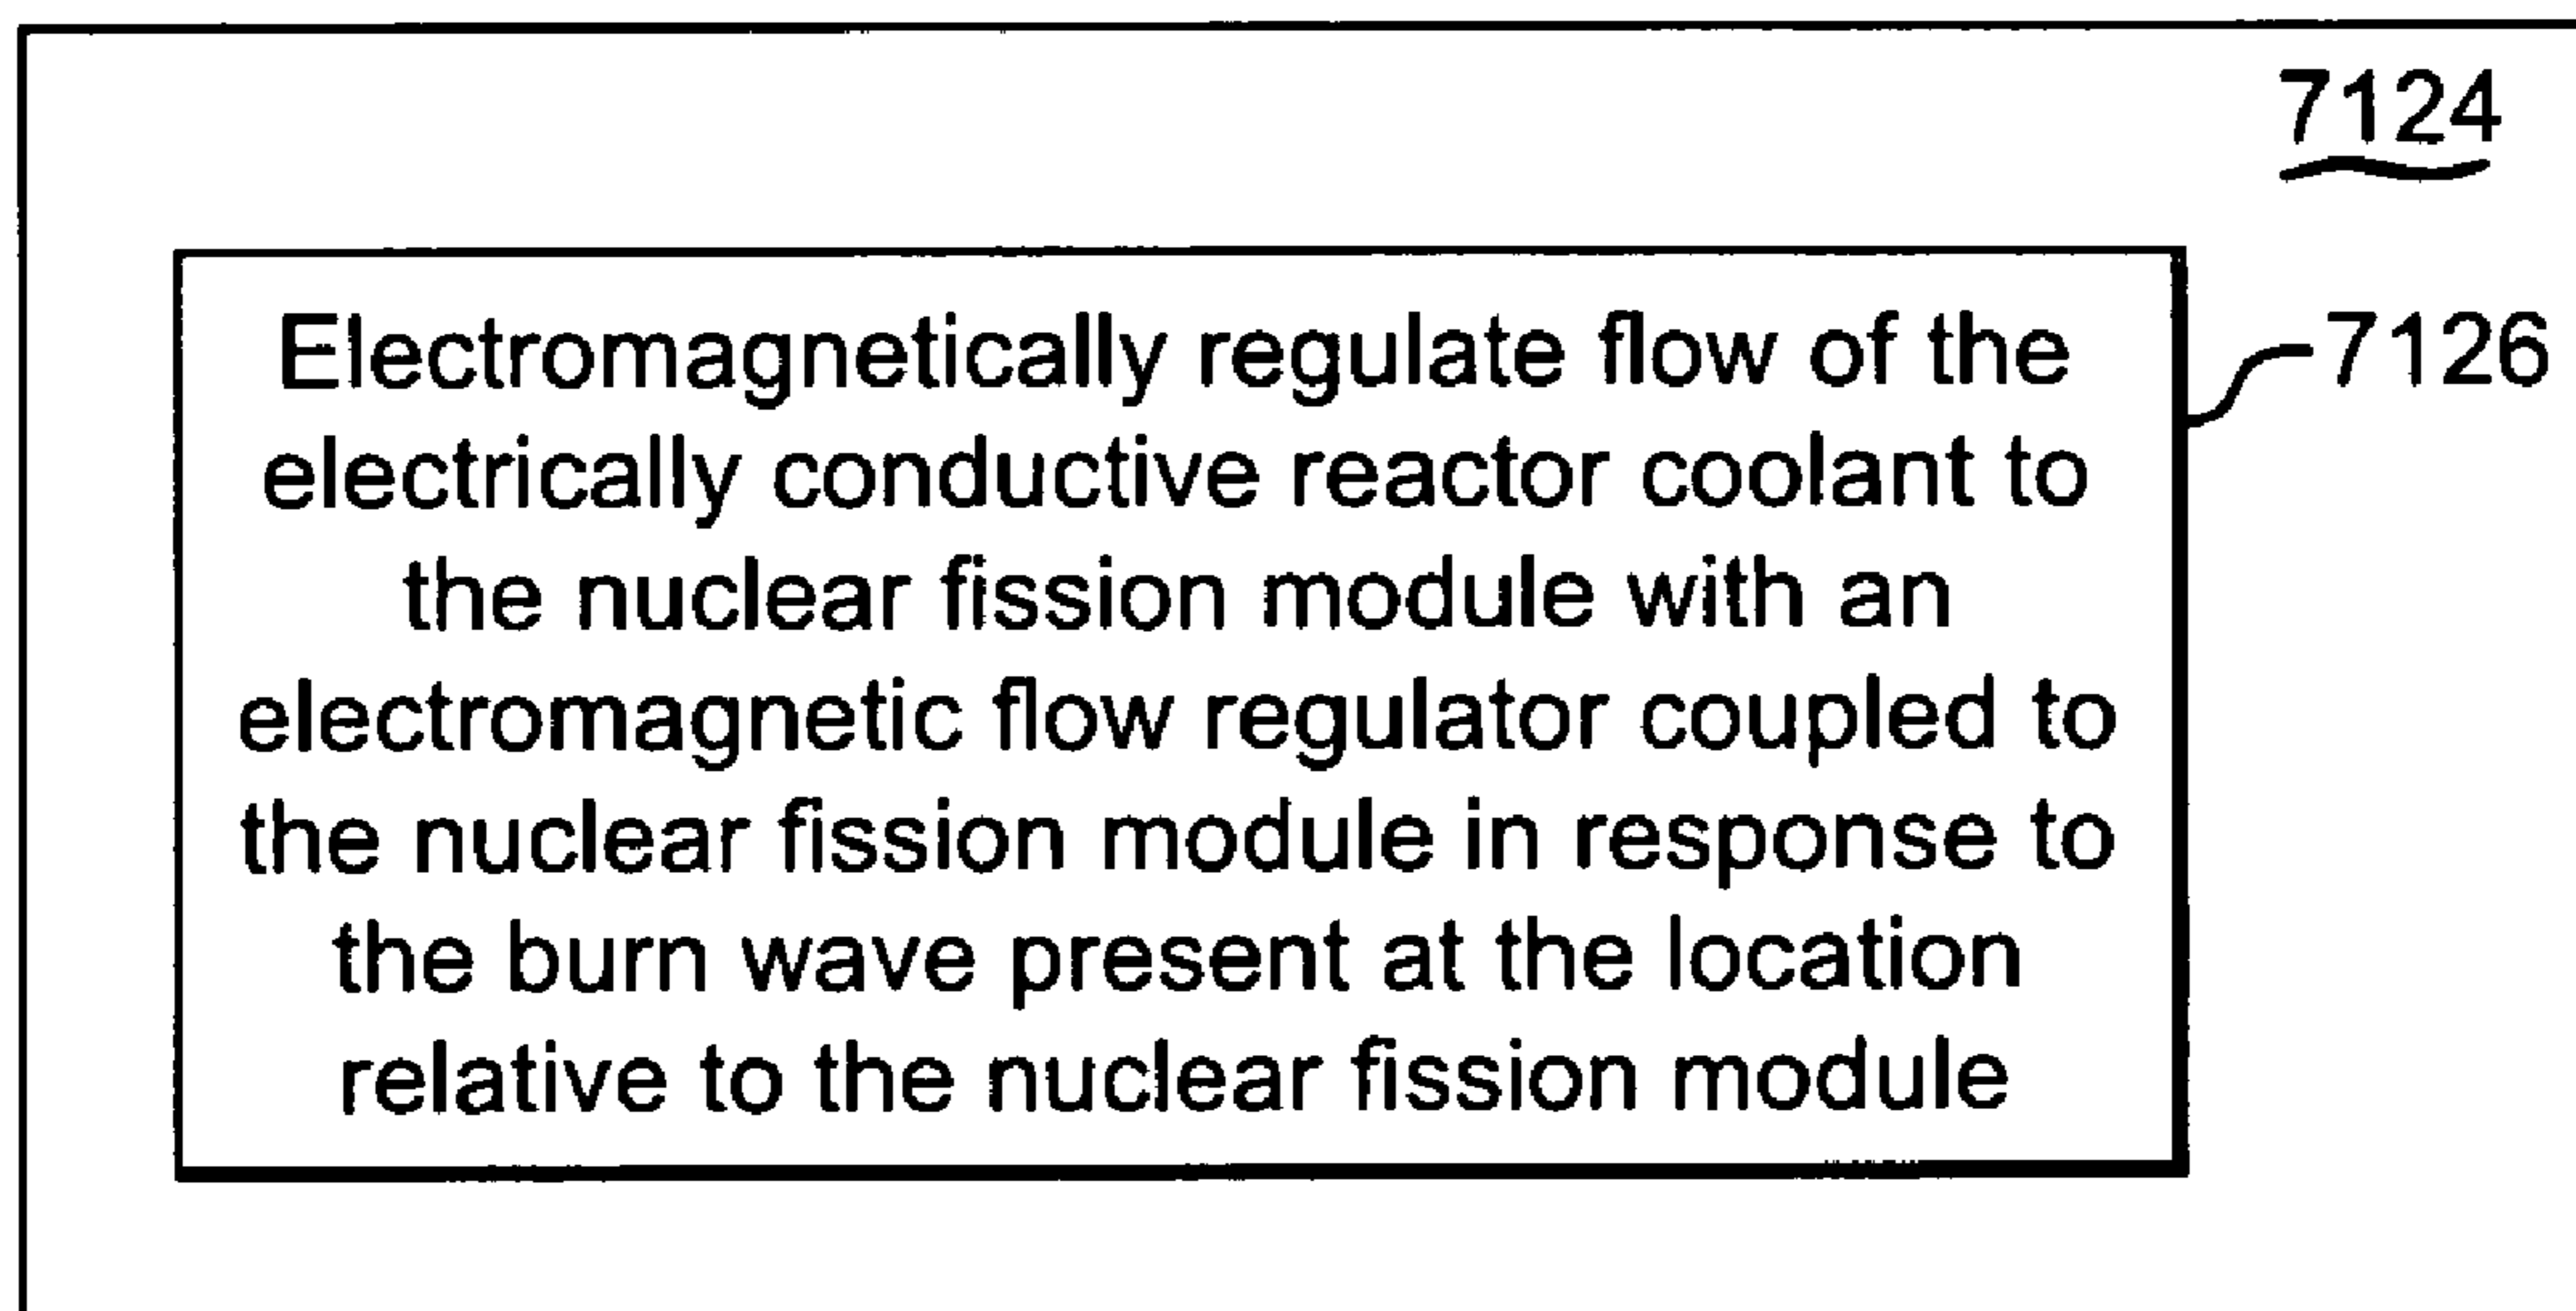 7124
Electromagnetically regulate flow of the
electrically conductive reactor coolant to
the nuclear fission module with an
electromagnetic flow regulator coupled to
the nuclear fission module in response to
the burn wave present at the location
relative to the nuclear fission module
7126